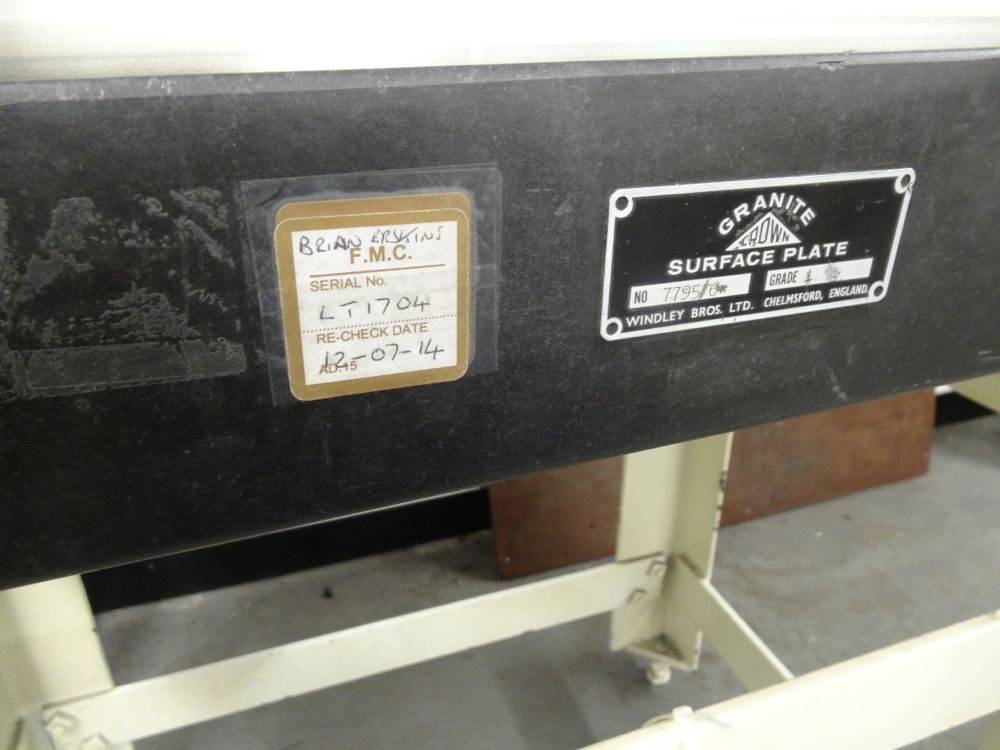 BRIAN
F.M.C.
SERIAL No.
LT1704
RE-CHECK DATE
12-07-14
AD.15
GRANITE
CROWN
SURFACE PLATE
NO
GRADE
WINDLEY BROS. LTD. CHELMSFORD, ENGLAND.